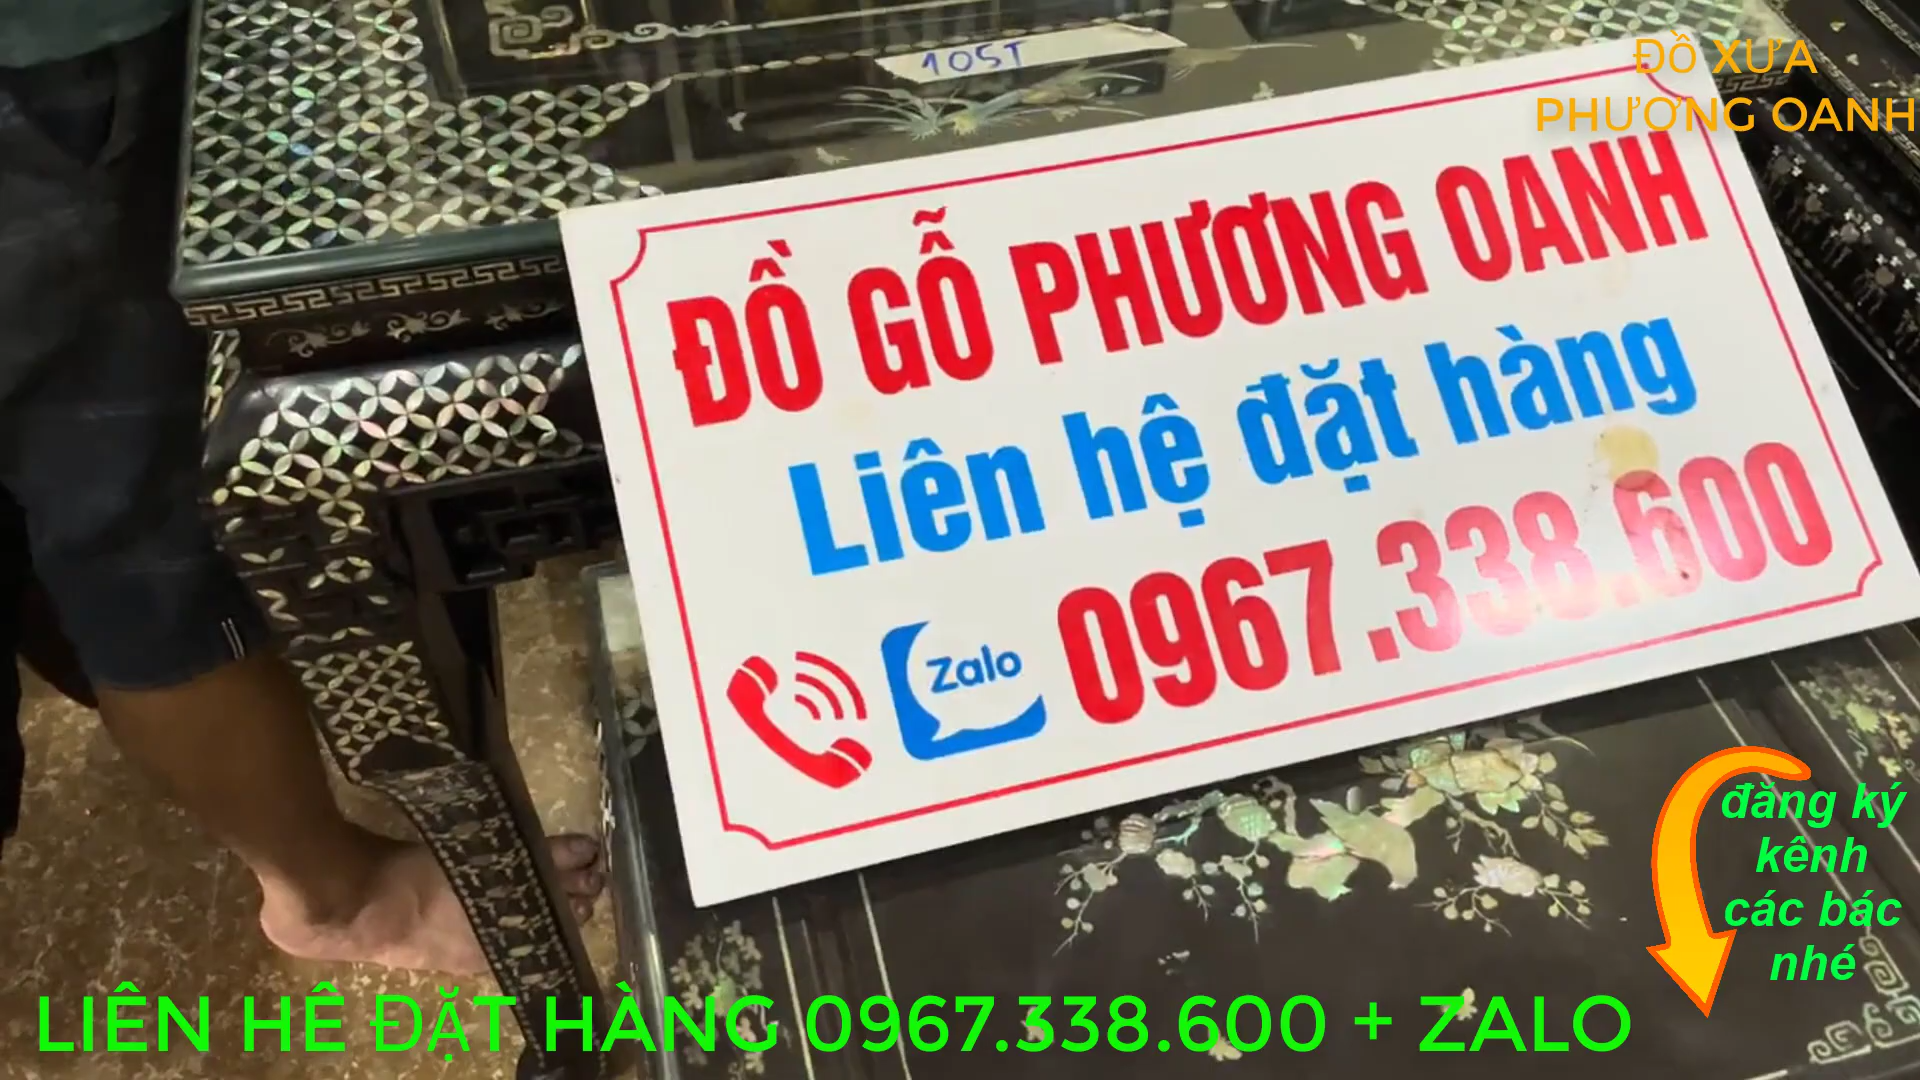 105T
ĐỒ XƯA
PHƯƠNG OANH
ĐỒ GỖ PHƯƠNG OANH
Liên hệ đặt hàng
Zalo 0967.338.600
đăng ký
kênh
các bác
nhé
LIÊN HÊ ĐẶT HÀNG 0967.338.600 + ZALO